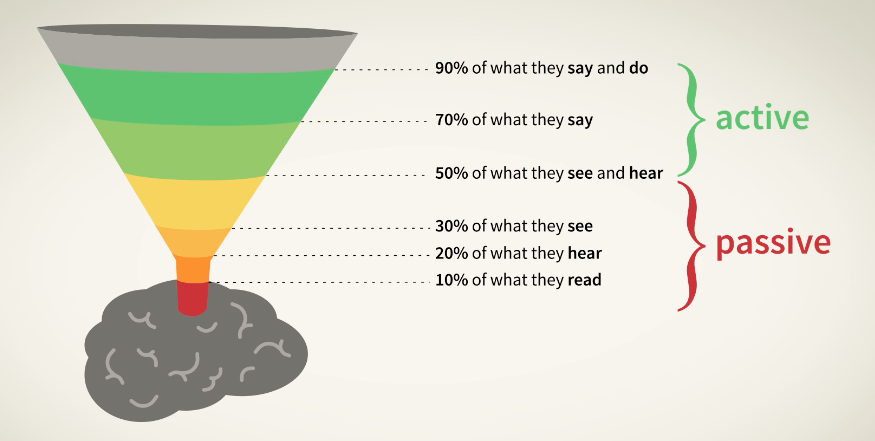 90% of what they say and do
70% of what they say
active
50% of what they see and hear
30% of what they see
passive
20% of what they hear
10% of what they read